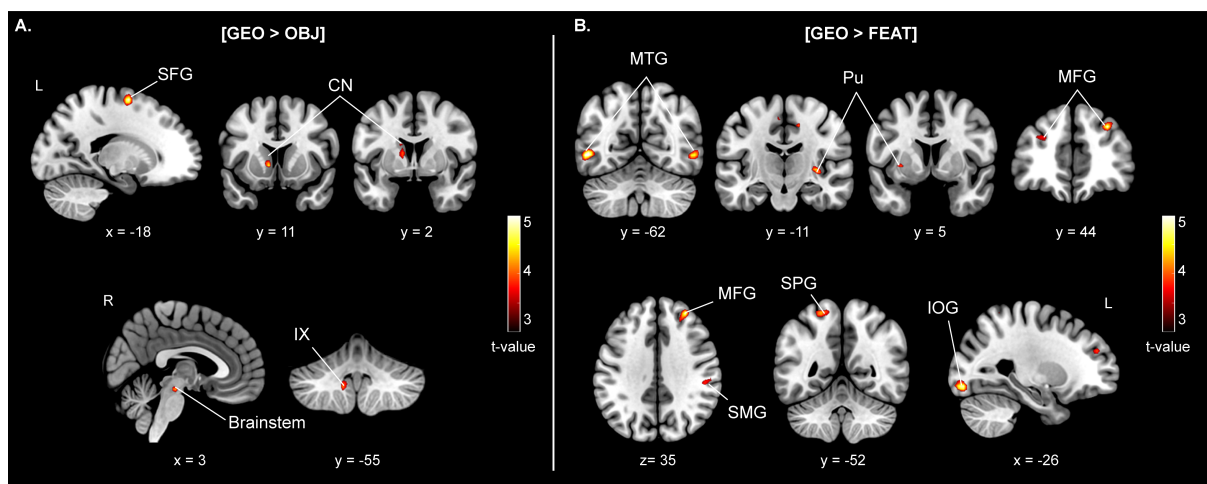 A.
[GEO > OBJ]
L
SFG
CN
x = -18
y = 11
y = 2
5
4
3
t-value
R
IX
Brainstem
x = 3
y = -55
B.
[GEO > FEAT]
MTG
Pu
MFG
y = -62
y = -11
y = 5
y = 44
5
4
3
t-value
MFG
SPG
IOG
L
SMG
z= 35
y = -52
x = -26